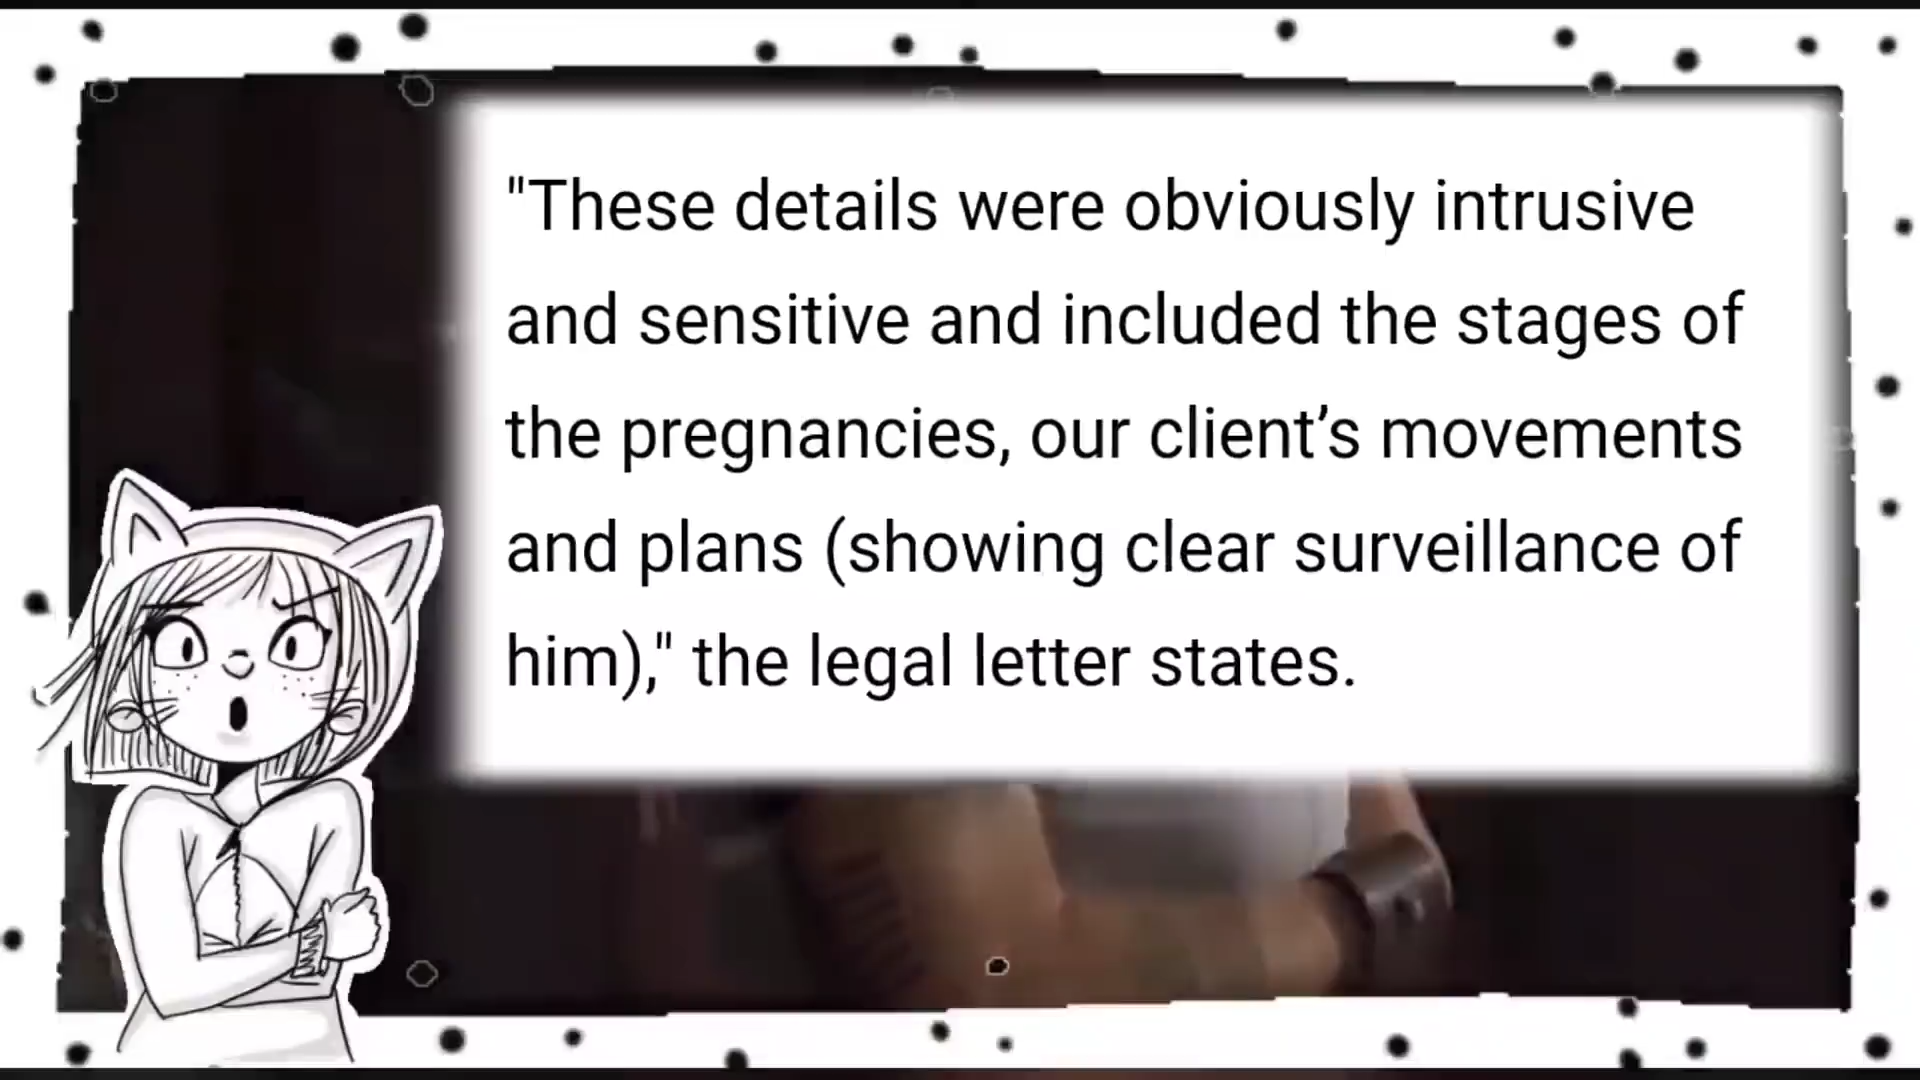 "These details were obviously intrusive
and sensitive and included the stages of
the pregnancies, our client’s movements
and plans (showing clear surveillance of
him)," the legal letter states.